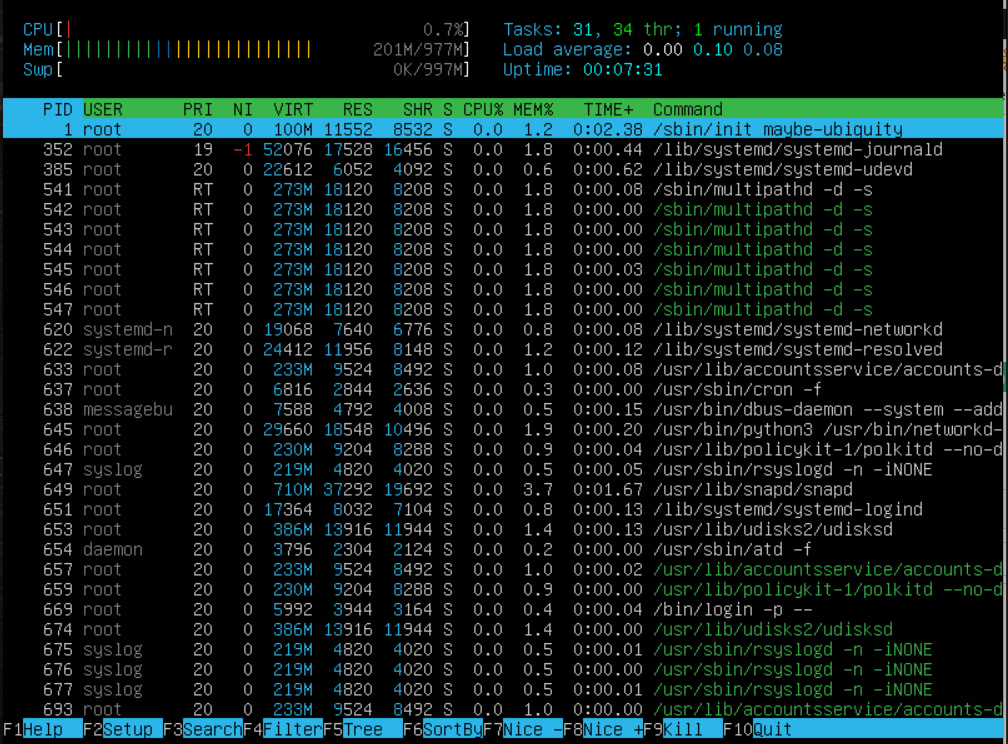 CPU[| 0.7%] Tasks: 31, 34 thr; 1 running
Mem[|||||||||||||||||||||||||||| 201M/977M] Load average: 0.00 0.10 0.08
Swp[ 0K/997M] Uptime: 00:07:31
PID USER PRI NI VIRT RES SHR S CPU% MEM% TIME+ Command
1 root 20 0 100M 11552 8532 S 0.0 1.2 0:02.38 /sbin/init maybe-ubiquity
352 root 19 -1 52076 17528 16456 S 0.0 1.8 0:00.44 /lib/systemd/systemd-journald
385 root 20 0 22612 6052 4092 S 0.0 0.6 0:00.62 /lib/systemd/systemd-udevd
541 root RT 0 273M 18120 8208 S 0.0 1.8 0:00.08 /sbin/multipathd -d -s
542 root RT 0 273M 18120 8208 S 0.0 1.8 0:00.00 /sbin/multipathd -d -s
543 root RT 0 273M 18120 8208 S 0.0 1.8 0:00.00 /sbin/multipathd -d -s
544 root RT 0 273M 18120 8208 S 0.0 1.8 0:00.00 /sbin/multipathd -d -s
545 root RT 0 273M 18120 8208 S 0.0 1.8 0:00.03 /sbin/multipathd -d -s
546 root RT 0 273M 18120 8208 S 0.0 1.8 0:00.00 /sbin/multipathd -d -s
547 root RT 0 273M 18120 8208 S 0.0 1.8 0:00.00 /sbin/multipathd -d -s
620 systemd-n 20 0 19068 7640 6776 S 0.0 0.8 0:00.08 /lib/systemd/systemd-networkd
622 systemd-r 20 0 24412 11956 8148 S 0.0 1.2 0:00.12 /lib/systemd/systemd-resolved
633 root 20 0 233M 9524 8492 S 0.0 1.0 0:00.08 /usr/lib/accountsservice/accounts-d
637 root 20 0 6816 2844 2636 S 0.0 0.3 0:00.00 /usr/sbin/cron -f
638 messagebu 20 0 7588 4792 4008 S 0.0 0.5 0:00.15 /usr/bin/dbus-daemon --system --add
645 root 20 0 29660 18548 10496 S 0.0 1.9 0:00.20 /usr/bin/python3 /usr/bin/networkd-
646 root 20 0 230M 9204 8288 S 0.0 0.9 0:00.04 /usr/lib/policykit-1/polkitd --no-d
647 syslog 20 0 219M 4820 4020 S 0.0 0.5 0:00.05 /usr/sbin/rsyslogd -n -iNONE
649 root 20 0 710M 37292 19692 S 0.0 3.7 0:01.67 /usr/lib/snapd/snapd
651 root 20 0 17364 8032 7104 S 0.0 0.8 0:00.13 /lib/systemd/systemd-logind
653 root 20 0 386M 13916 11944 S 0.0 1.4 0:00.13 /usr/lib/udisks2/udisksd
654 daemon 20 0 3796 2304 2124 S 0.0 0.2 0:00.00 /usr/sbin/atd -f
657 root 20 0 233M 9524 8492 S 0.0 1.0 0:00.02 /usr/lib/accountsservice/accounts-d
659 root 20 0 230M 9204 8288 S 0.0 0.9 0:00.00 /usr/lib/policykit-1/polkitd --no-d
669 root 20 0 5992 3944 3164 S 0.0 0.4 0:00.04 /bin/login -p --
674 root 20 0 386M 13916 11944 S 0.0 1.4 0:00.00 /usr/lib/udisks2/udisksd
675 syslog 20 0 219M 4820 4020 S 0.0 0.5 0:00.01 /usr/sbin/rsyslogd -n -iNONE
676 syslog 20 0 219M 4820 4020 S 0.0 0.5 0:00.00 /usr/sbin/rsyslogd -n -iNONE
677 syslog 20 0 219M 4820 4020 S 0.0 0.5 0:00.01 /usr/sbin/rsyslogd -n -iNONE
693 root 20 0 233M 9524 8492 S 0.0 1.0 0:00.00 /usr/lib/accountsservice/accounts-d
F1Help F2Setup F3SearchF4FilterF5Tree F6SortByF7Nice -F8Nice +F9Kill F10Quit